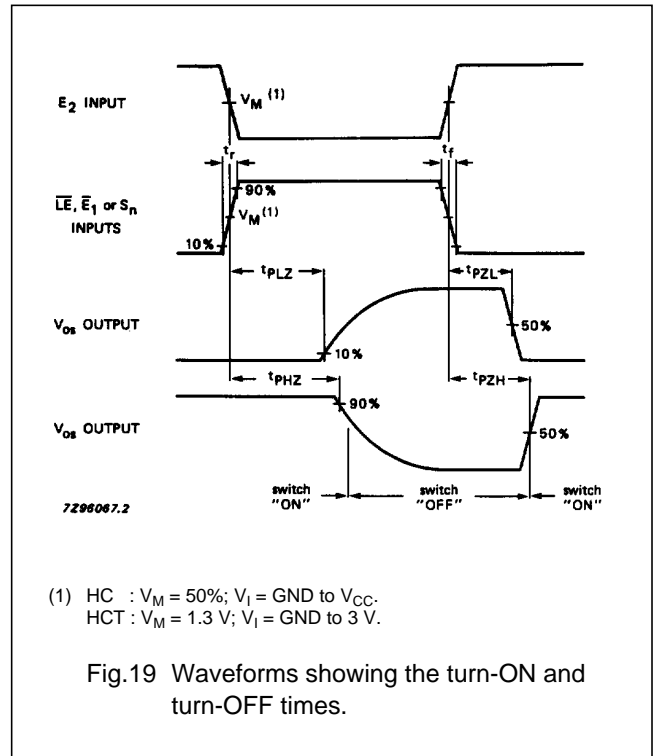 E2 INPUT
VM (1)
tr
tf
LE, E1 or Sn
INPUTS
90%
VM(1)
10%
tPLZ
tPZL
Vos OUTPUT
50%
10%
tPHZ
tPZH
90%
Vos OUTPUT
50%
switch
"ON"
switch
"OFF"
switch
"ON"
7Z96067.2
(1) HC : VM = 50%; VI = GND to VCC.
HCT : VM = 1.3 V; VI = GND to 3 V.
Fig.19 Waveforms showing the turn-ON and
turn-OFF times.